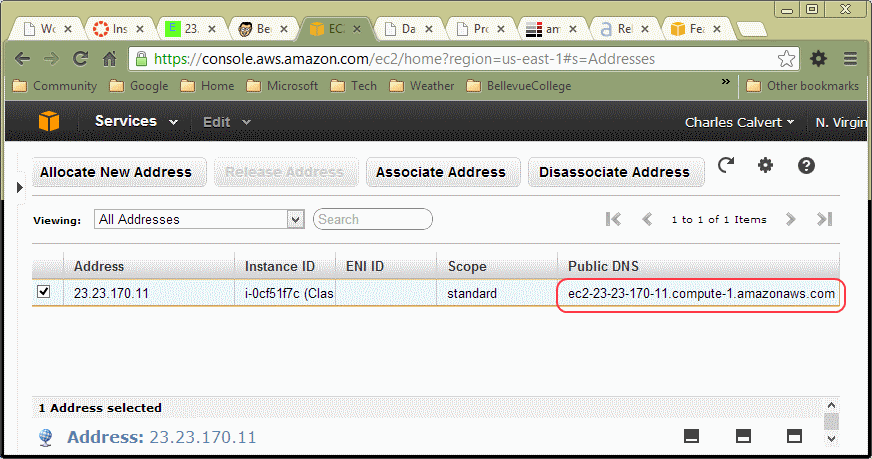 Wo
Ins
23.
Be
EC
Da
Pro
am
Rel
Fea
https://console.aws.amazon.com/ec2/home?region=us-east-1#s=Addresses
Community Google Home Microsoft Tech Weather BellevueCollege » Other bookmarks
Services Edit Charles Calvert N. Virgin
Allocate New Address Release Address Associate Address Disassociate Address
Viewing: All Addresses Search 1 to 1 of 1 Items
Address Instance ID ENI ID Scope Public DNS
23.23.170.11 i-0cf51f7c (Clas standard ec2-23-23-170-11.compute-1.amazonaws.com
1 Address selected
Address: 23.23.170.11